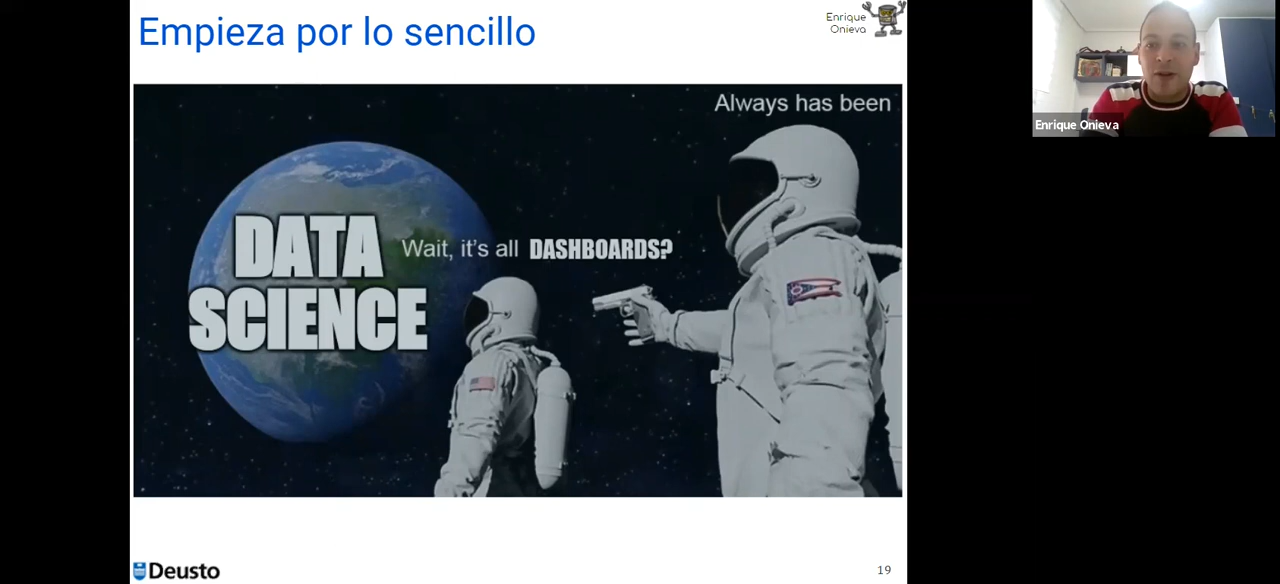 Empieza por lo sencillo
Enrique
Onieva
Always has been
DATA
SCIENCE
Wait, it's all DASHBOARDS?
Deusto
19
Enrique Onieva